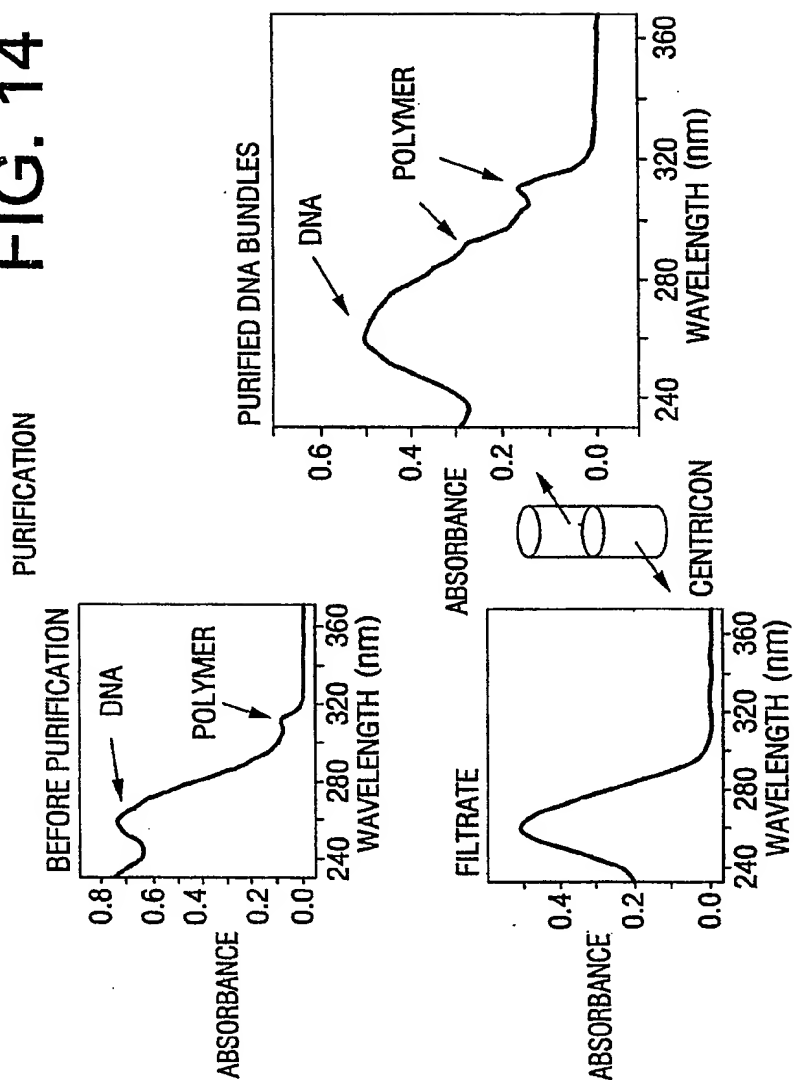 FIG. 14
PURIFICATION
BEFORE PURIFICATION
DNA
POLYMER
0.8
0.6
0.4
0.2
0.0
ABSORBANCE
240 280 320 360
WAVELENGTH (nm)
PURIFIED DNA BUNDLES
DNA
POLYMER
0.6
0.4
0.2
0.0
ABSORBANCE
240 280 320 360
WAVELENGTH (nm)
FILTRATE
0.4
0.2
0.0
ABSORBANCE
240 280 320 360
WAVELENGTH (nm)
CENTRICON